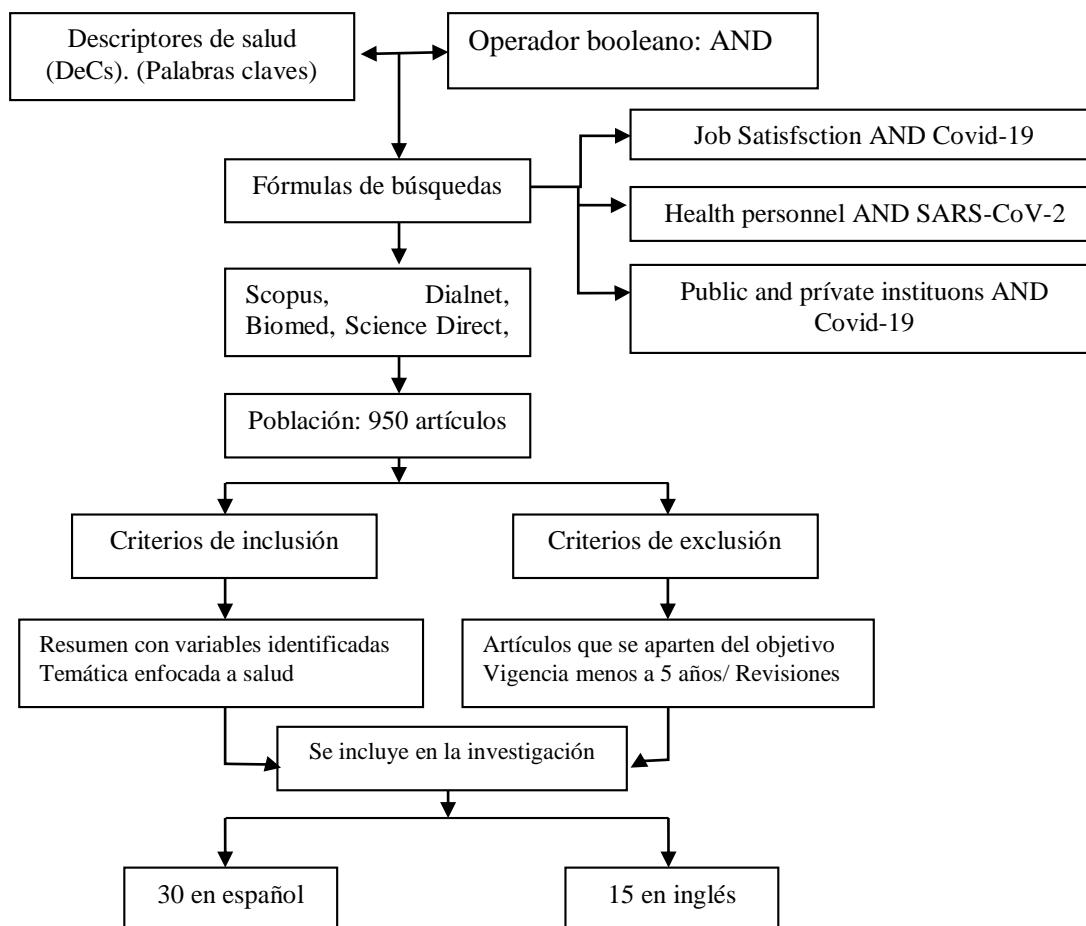 Descriptores de salud
(DeCs). (Palabras claves)
Operador booleano: AND
Job Satisfsction AND Covid-19
Fórmulas de búsquedas
Health personnel AND SARS-CoV-2
Public and prívate instituons AND
Covid-19
Scopus, Dialnet,
Biomed, Science Direct,
Población: 950 artículos
Criterios de inclusión
Criterios de exclusión
Resumen con variables identificadas
Temática enfocada a salud
Artículos que se aparten del objetivo
Vigencia menos a 5 años/ Revisiones
Se incluye en la investigación
30 en español
15 en inglés